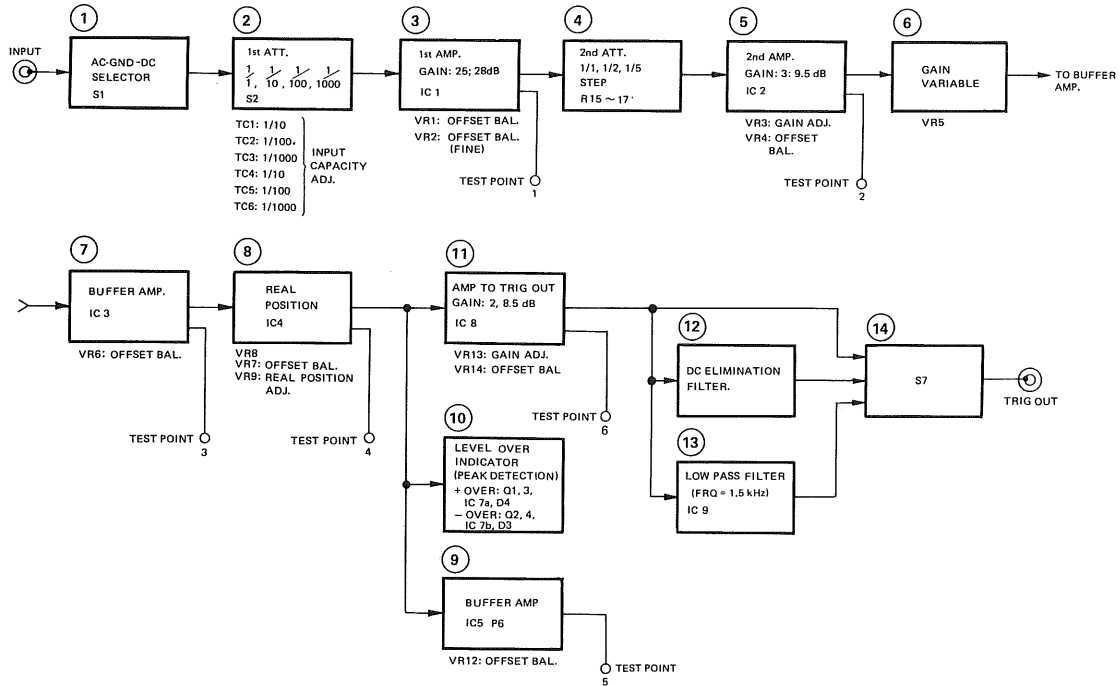 1
INPUT
AC-GND-DC
SELECTOR
S1
2
1st ATT.
1/1, 1/10, 1/100, 1/1000
S2
TC1: 1/10
TC2: 1/100.
TC3: 1/1000
TC4: 1/10
TC5: 1/100
TC6: 1/1000
INPUT
CAPACITY
ADJ.
3
1st AMP.
GAIN: 25; 28dB
IC 1
VR1: OFFSET BAL.
VR2: OFFSET BAL.
(FINE)
TEST POINT
1
4
2nd ATT.
1/1, 1/2, 1/5
STEP
R15 ~ 17
5
2nd AMP.
GAIN: 3: 9.5 dB
IC 2
VR3: GAIN ADJ.
VR4: OFFSET
BAL.
TEST POINT
2
6
GAIN
VARIABLE
VR5
TO BUFFER
AMP.
7
BUFFER AMP.
IC 3
VR6: OFFSET BAL.
TEST POINT
3
8
REAL
POSITION
IC4
VR8
VR7: OFFSET BAL.
VR9: REAL POSITION
ADJ.
TEST POINT
4
11
AMP TO TRIG OUT
GAIN: 2, 8.5 dB
IC 8
VR13: GAIN ADJ.
VR14: OFFSET BAL
TEST POINT
6
10
LEVEL OVER
INDICATOR
(PEAK DETECTION)
+ OVER: Q1, 3,
IC 7a, D4
– OVER: Q2, 4,
IC 7b, D3
9
BUFFER AMP
IC5 P6
VR12: OFFSET BAL.
TEST POINT
5
12
DC ELIMINATION
FILTER.
13
LOW PASS FILTER
(FRQ = 1.5 kHz)
IC 9
14
S7
TRIG OUT